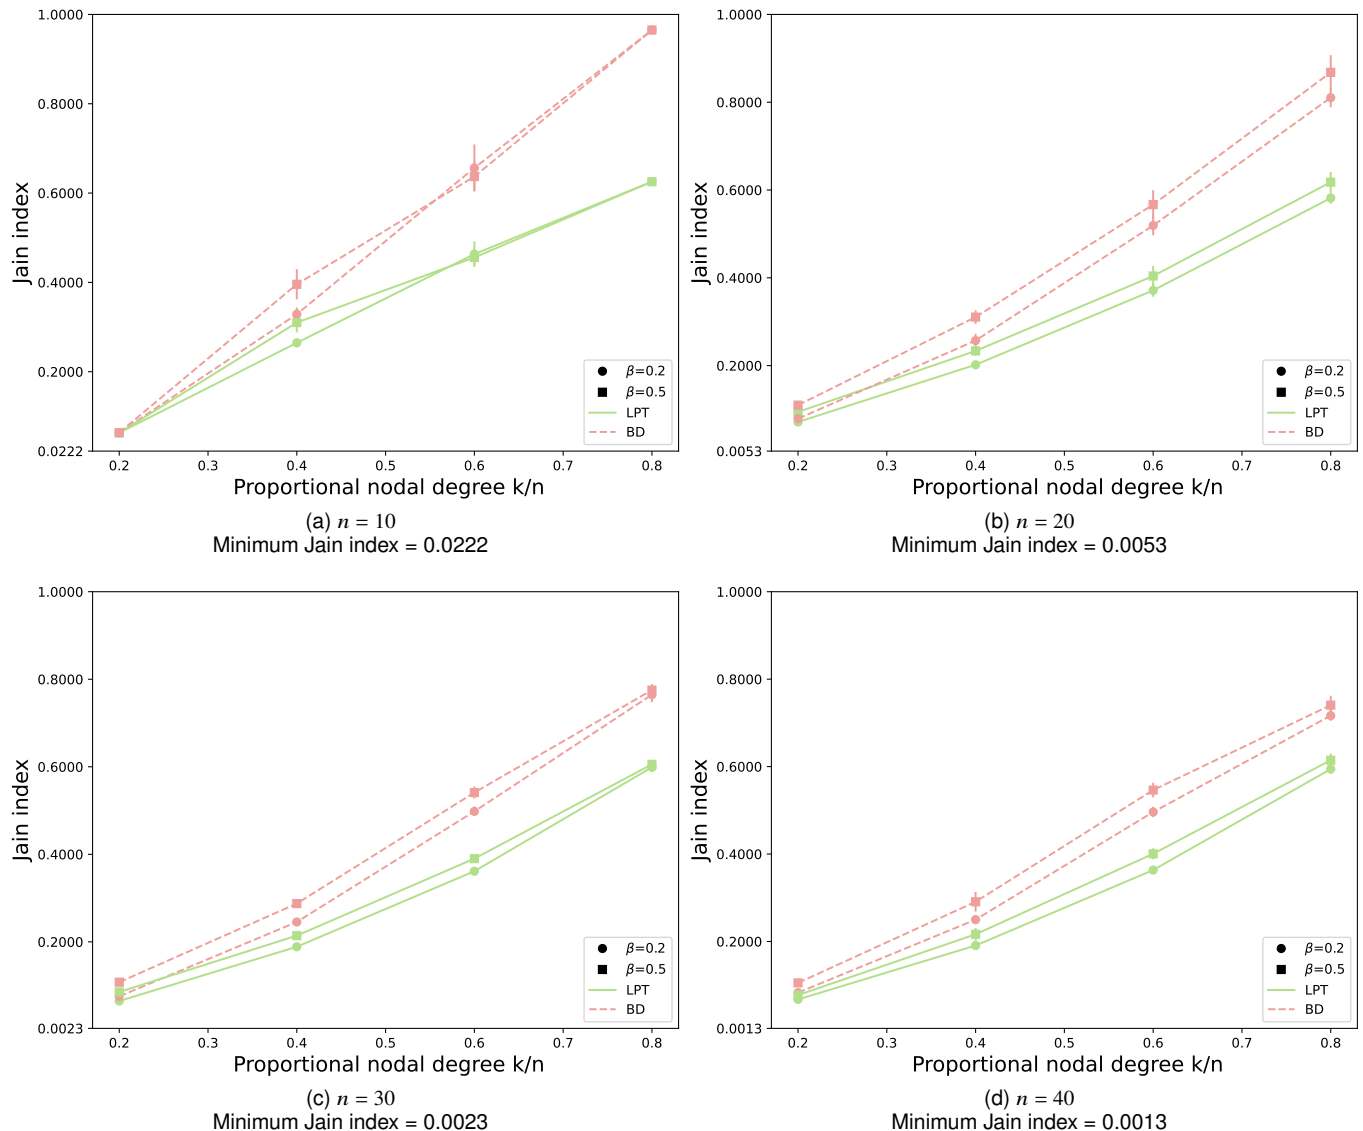 1.0000
0.8000
0.6000
0.4000
0.2000
0.0222
Jain index
0.2 0.3 0.4 0.5 0.6 0.7 0.8
Proportional nodal degree k/n
β=0.2
β=0.5
LPT
BD
(a) n = 10
Minimum Jain index = 0.0222
1.0000
0.8000
0.6000
0.4000
0.2000
0.0053
Jain index
0.2 0.3 0.4 0.5 0.6 0.7 0.8
Proportional nodal degree k/n
β=0.2
β=0.5
LPT
BD
(b) n = 20
Minimum Jain index = 0.0053
1.0000
0.8000
0.6000
0.4000
0.2000
0.0023
Jain index
0.2 0.3 0.4 0.5 0.6 0.7 0.8
Proportional nodal degree k/n
β=0.2
β=0.5
LPT
BD
(c) n = 30
Minimum Jain index = 0.0023
1.0000
0.8000
0.6000
0.4000
0.2000
0.0013
Jain index
0.2 0.3 0.4 0.5 0.6 0.7 0.8
Proportional nodal degree k/n
β=0.2
β=0.5
LPT
BD
(d) n = 40
Minimum Jain index = 0.0013